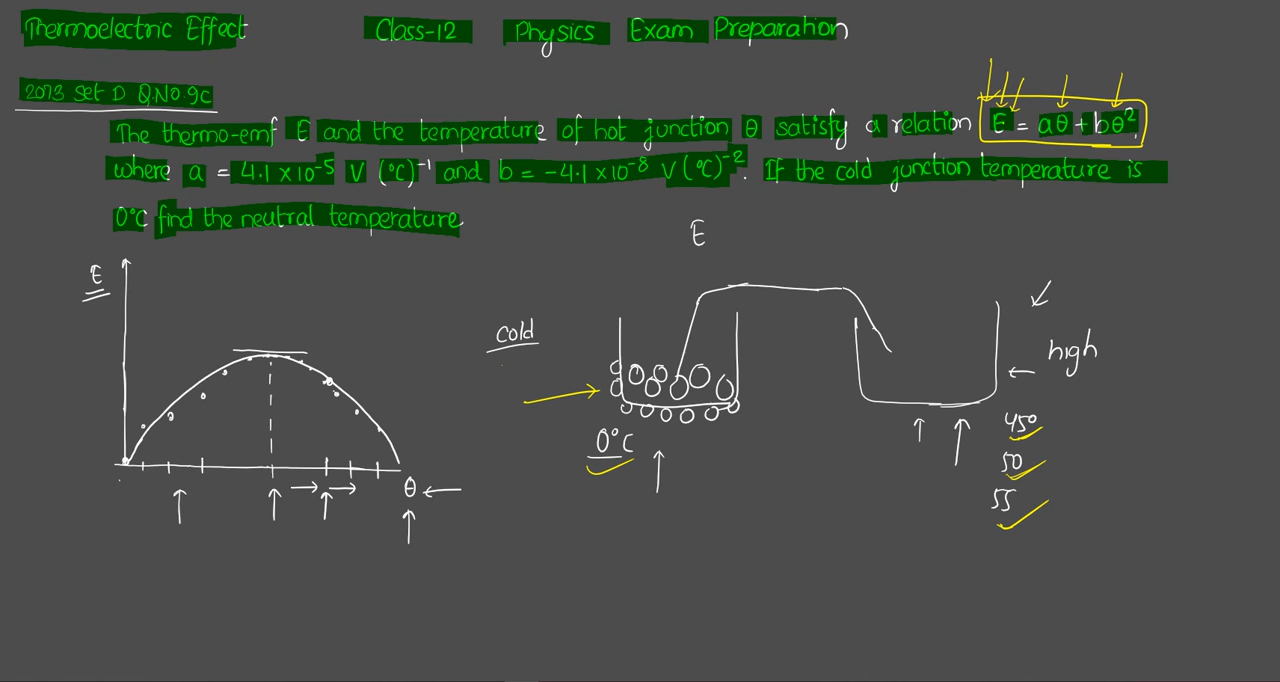 Thermoelectric Effect Class-12 Physics Exam Preparation
2073 Set D Q.No.9c
The thermo-emf E and the temperature of hot junction θ satisfy a relation E = aθ + bθ²,
where a = 4.1 × 10⁻⁵ V (°C)⁻¹ and b = -4.1 × 10⁻⁸ V (°C)⁻². If the cold junction temperature is
0°C find the neutral temperature
E
E
cold
high
0°C
450
50
55
θ